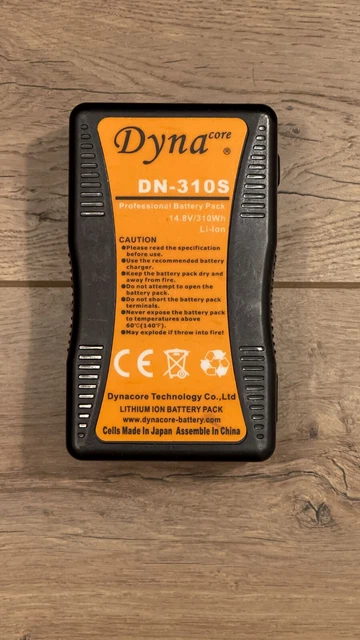 Dynacore ®
DN-310S
Professional Battery Pack
14.8V/310Wh
Li-Ion
CAUTION
●Please read the specification
before use.
●Use the recommended battery
charger.
●Keep the battery pack dry and
away from fire.
●Do not attempt to open the
battery pack.
●Do not short the battery pack
terminals.
●Never expose the battery pack
to temperatures above
60℃(140℉).
●May explode if throw into fire!
CE
Dynacore Technology Co.,Ltd
LITHIUM ION BATTERY PACK
www.dynacore-battery.com
Cells Made In Japan Assemble In China